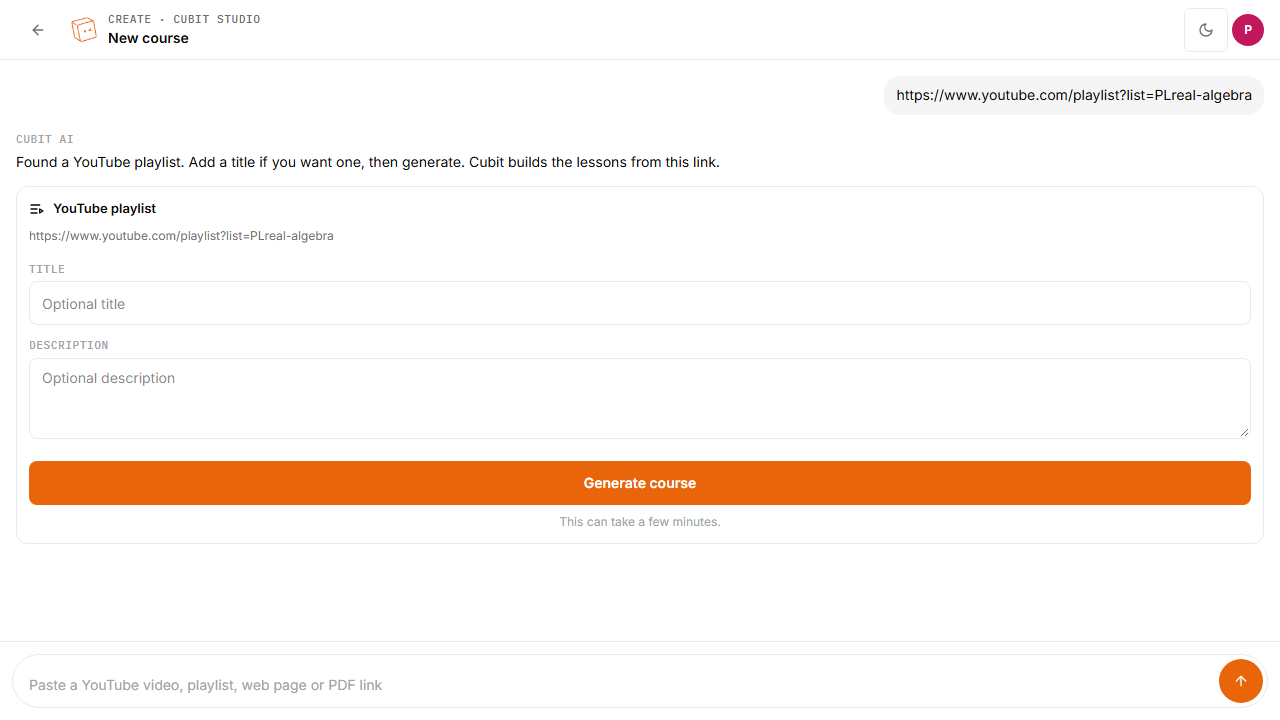 CREATE · CUBIT STUDIO
New course
P
https://www.youtube.com/playlist?list=PLreal-algebra
CUBIT AI
Found a YouTube playlist. Add a title if you want one, then generate. Cubit builds the lessons from this link.
YouTube playlist
https://www.youtube.com/playlist?list=PLreal-algebra
TITLE
Optional title
DESCRIPTION
Optional description
Generate course
This can take a few minutes.
Paste a YouTube video, playlist, web page or PDF link